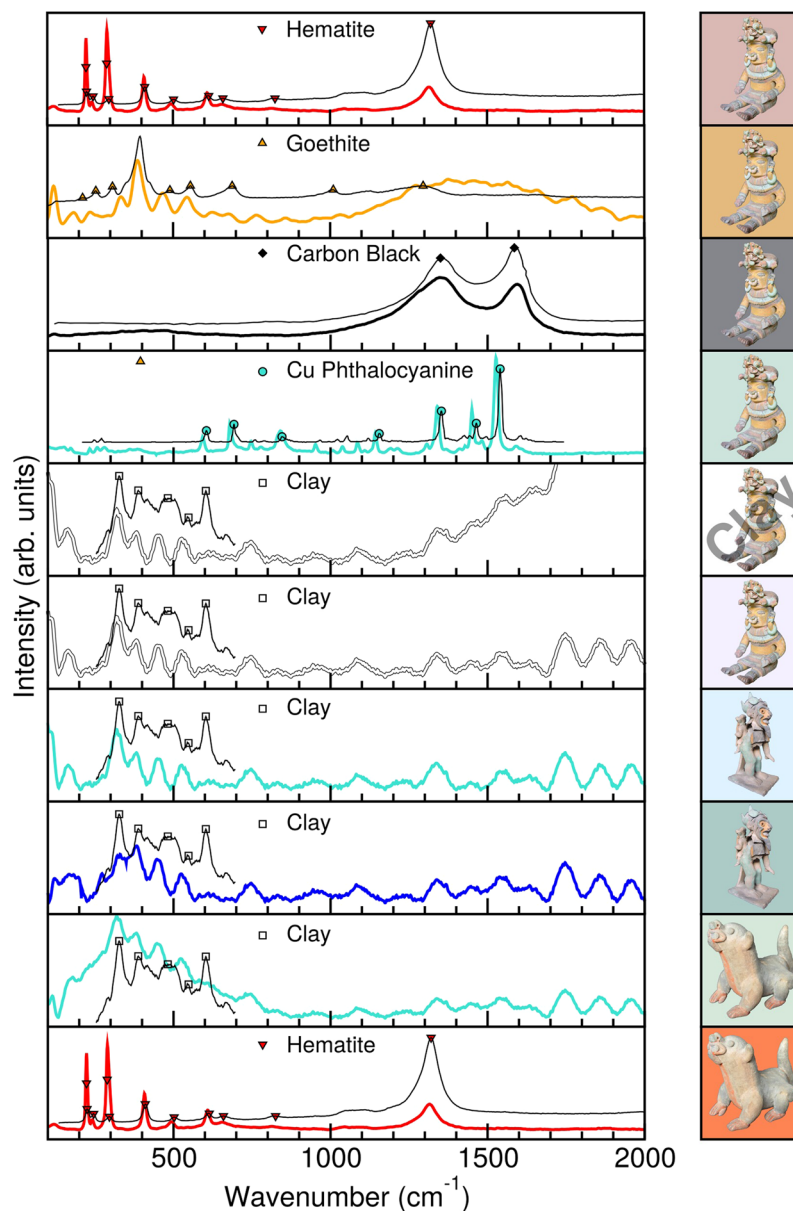 Hematite
Goethite
Carbon Black
Cu Phthalocyanine
Clay
Clay
Clay
Clay
Clay
Clay
Hematite
Intensity (arb. units)
500 1000 1500 2000
Wavenumber (cm⁻¹)